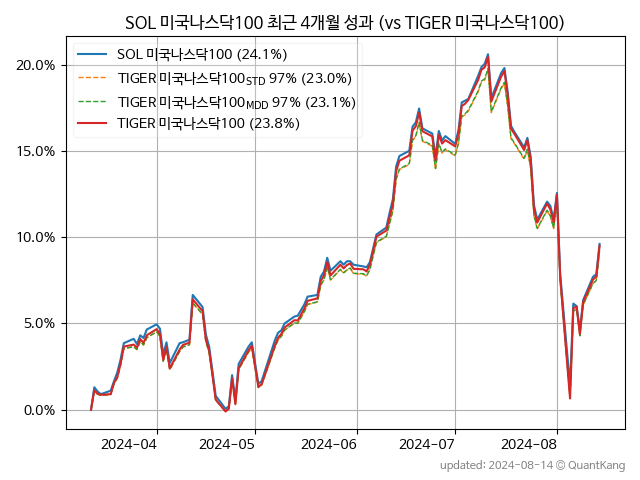 SOL 미국나스닥100 최근 4개월 성과 (vs TIGER 미국나스닥100)
SOL 미국나스닥100 (24.1%)
TIGER 미국나스닥100STD 97% (23.0%)
TIGER 미국나스닥100MDD 97% (23.1%)
TIGER 미국나스닥100 (23.8%)
20.0%
15.0%
10.0%
5.0%
0.0%
2024-04
2024-05
2024-06
2024-07
2024-08
updated: 2024-08-14 © QuantKang